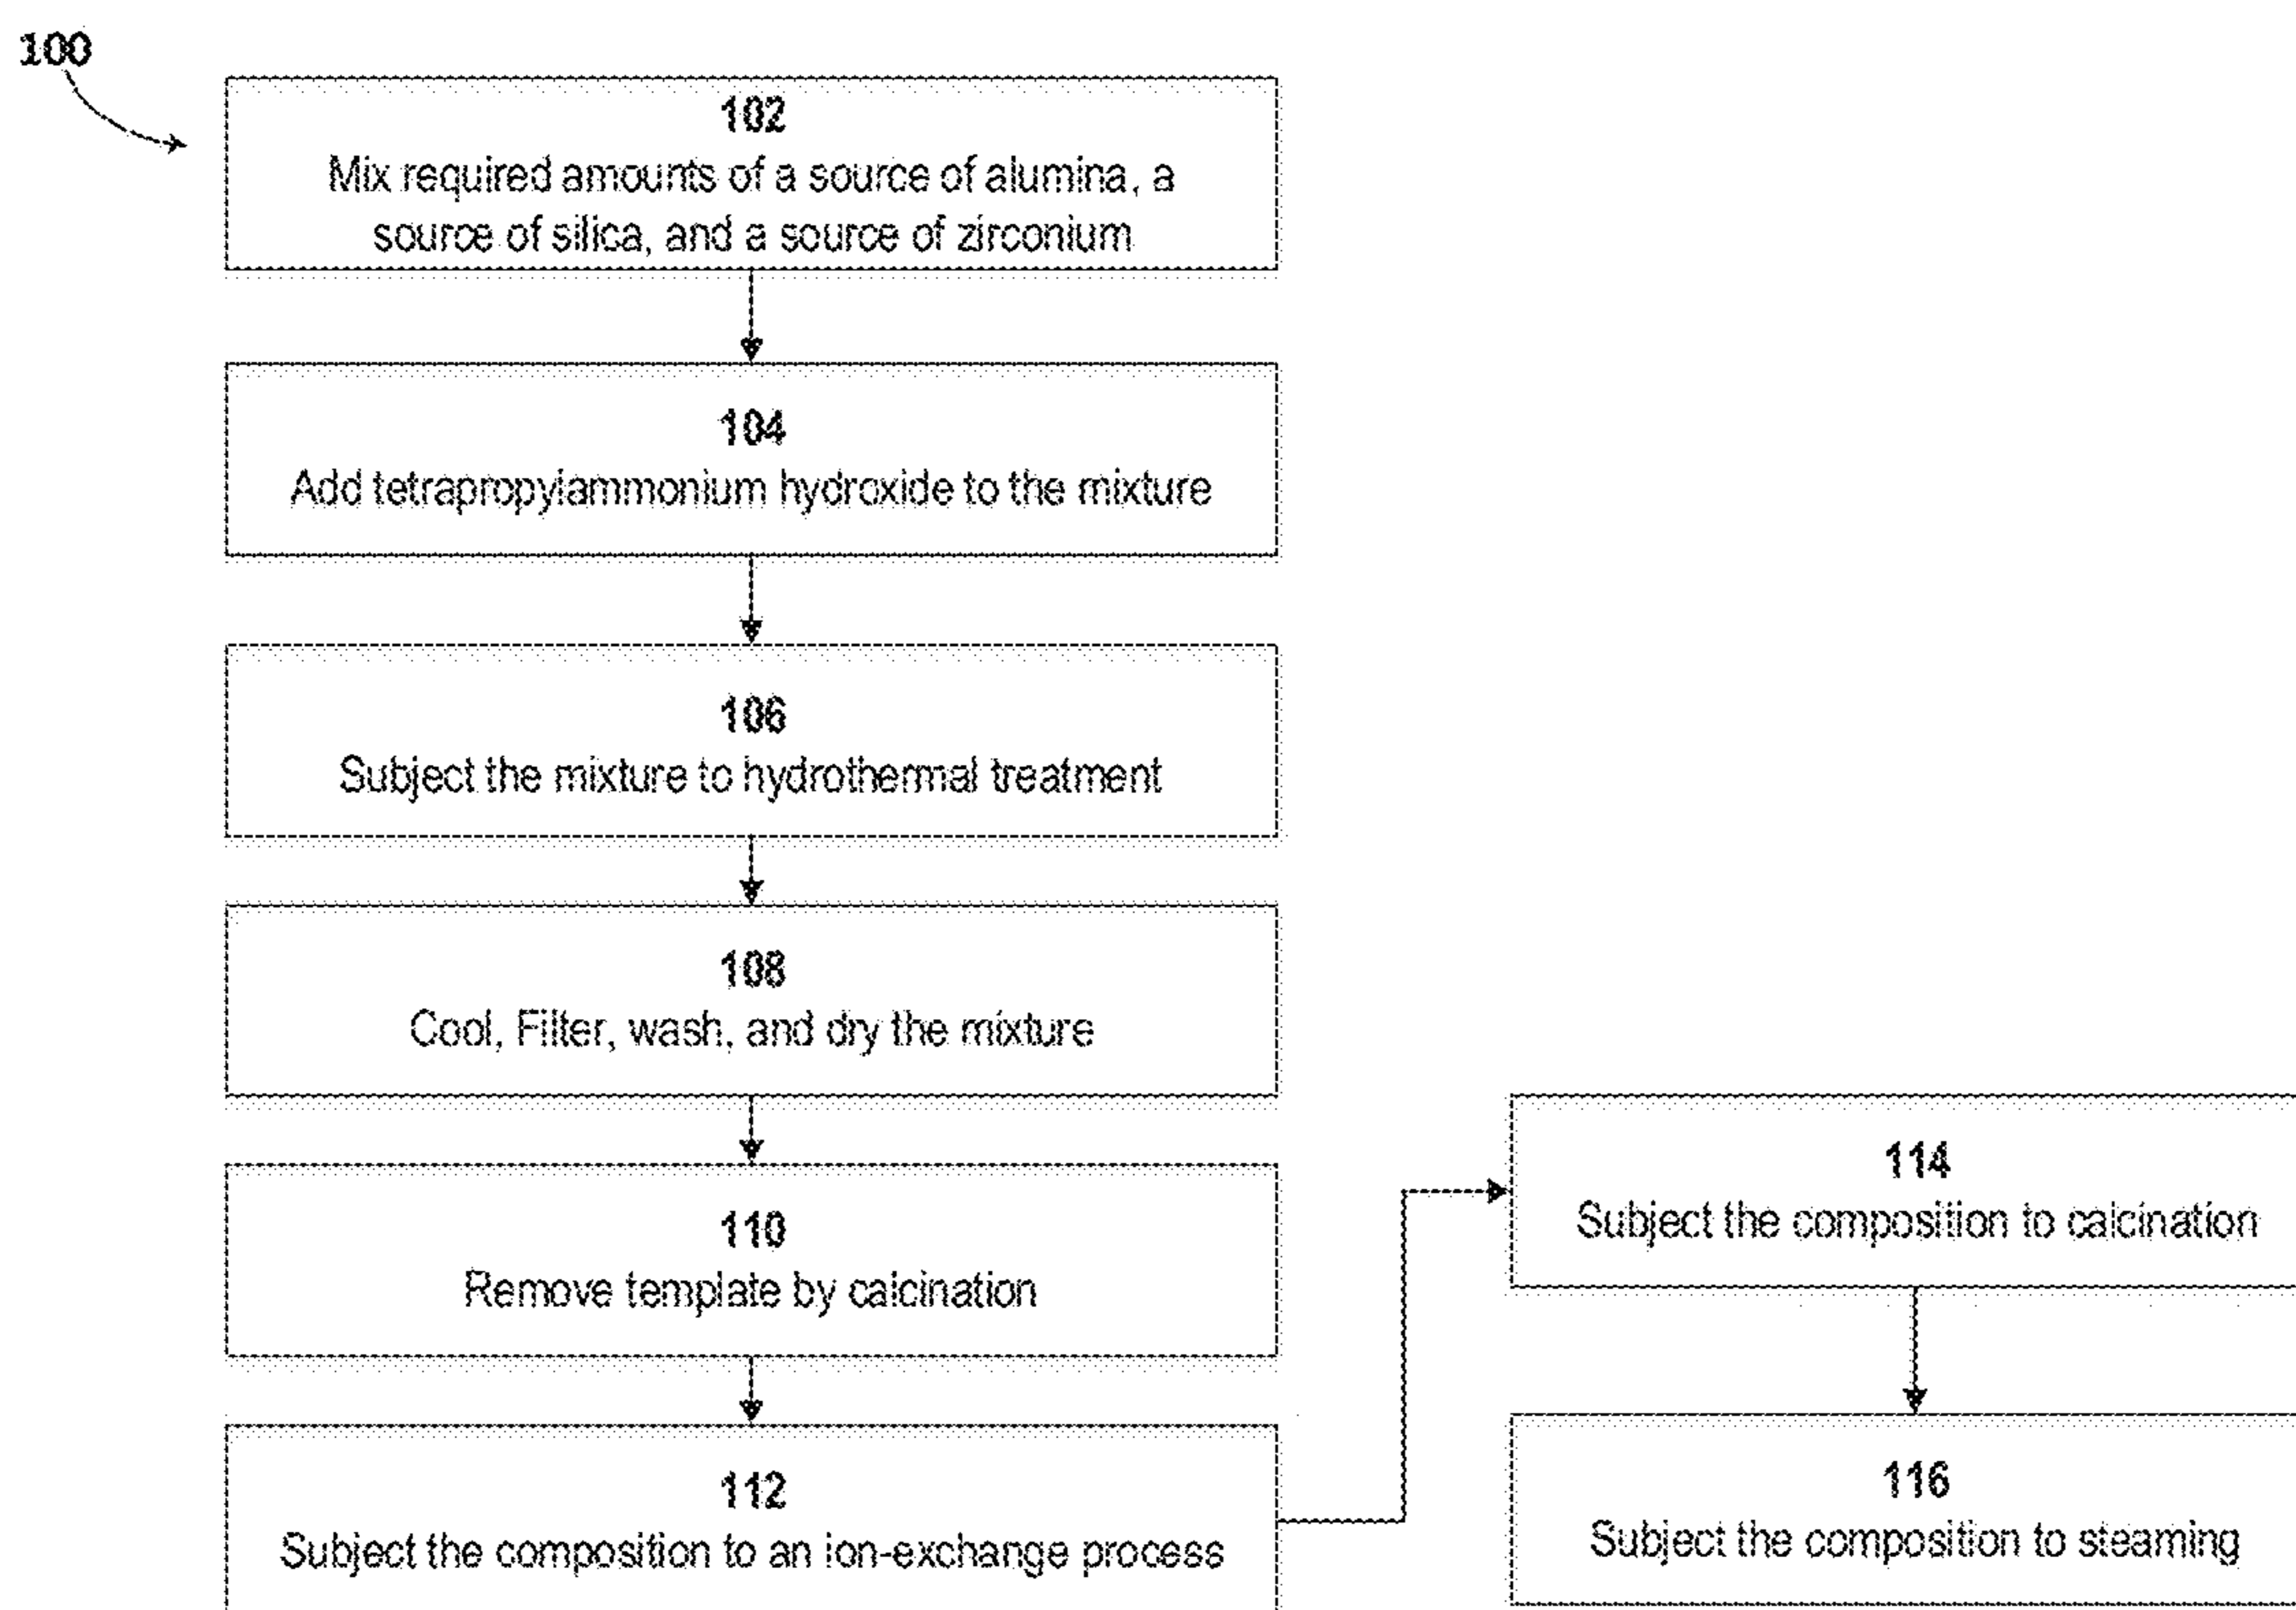 100
102
Mix required amounts of a source of alumina, a
source of silica, and a source of zirconium
104
Add tetrapropylammonium hydroxide to the mixture
106
Subject the mixture to hydrothermal treatment
108
Cool, Filter, wash, and dry the mixture
110
Remove template by calcination
112
Subject the composition to an ion-exchange process
114
Subject the composition to calcination
116
Subject the composition to steaming